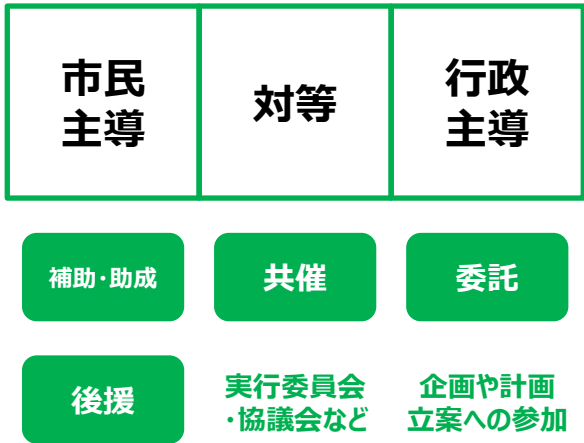 市民
主導
対等
行政
主導
補助・助成
共催
委託
後援
実行委員会
・協議会など
企画や計画
立案への参加